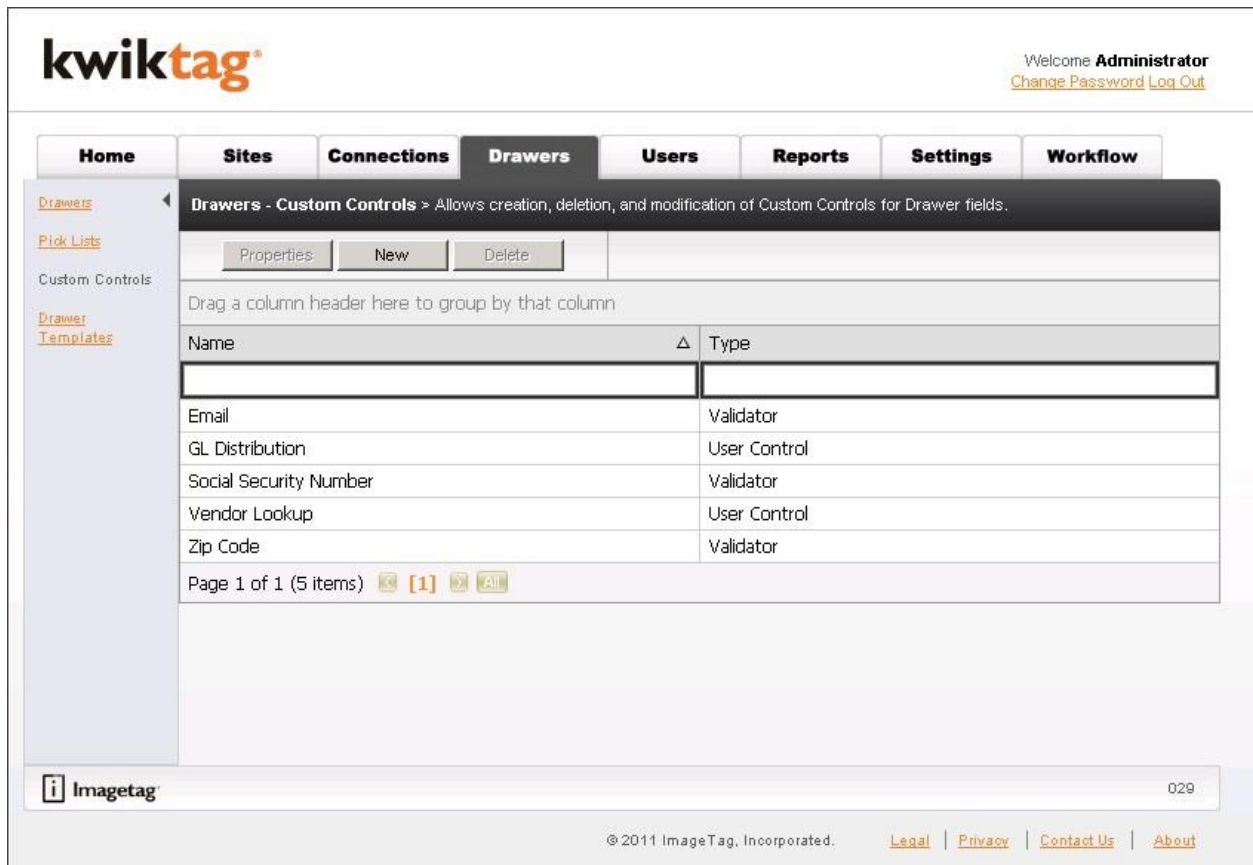 kwiktag®
Welcome Administrator
Change Password Log Out
Home Sites Connections Drawers Users Reports Settings Workflow
Drawers
Pick Lists
Custom Controls
Drawer
Templates
Drawers - Custom Controls > Allows creation, deletion, and modification of Custom Controls for Drawer fields.
Properties New Delete
Drag a column header here to group by that column
Name Type
Email Validator
GL Distribution User Control
Social Security Number Validator
Vendor Lookup User Control
Zip Code Validator
Page 1 of 1 (5 items) [1] All
i Imagetag
029
© 2011 ImageTag, Incorporated. Legal | Privacy | Contact Us | About